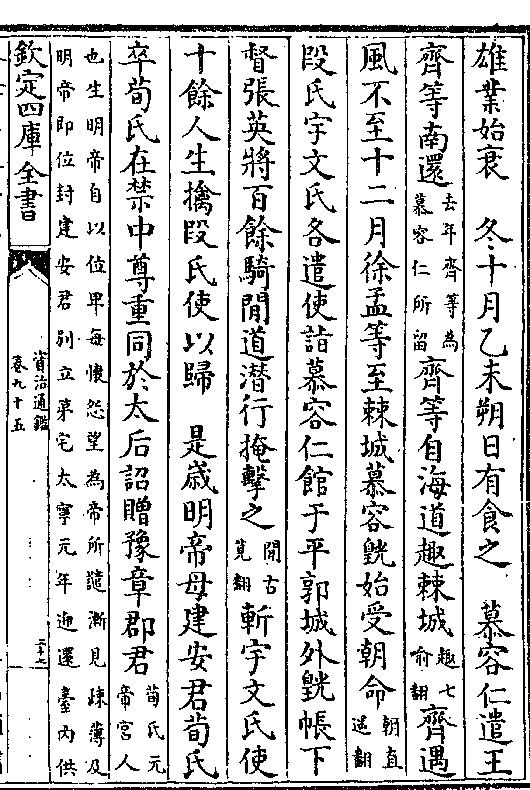 雄業始衰　冬十月乙未朔日有食之　慕容仁遣王
齊等南還去年齊等為慕容仁所留齊等自海道趣棘城趣七俞翻齊遇
風不至十二月徐孟等至棘城慕容皝始受朝命朝直遥翻
段氏宇文氏各遣使詣慕容仁館于平郭城外皝帳下
督張英將百餘騎閒道潜行掩擊之閒古莧翻斬宇文氏使
十餘人生擒段氏使以歸　是歲明帝母建安君荀氏
卒荀氏在禁中尊重同於太后詔贈豫章郡君荀氏元帝宫人
也生明帝自以位卑每懷怨望為帝所譴漸見疎薄及
明帝即位封建安君别立第宅太寧元年迎還臺内供
欽定四庫全書
資治通鑑
卷九十五
二十七